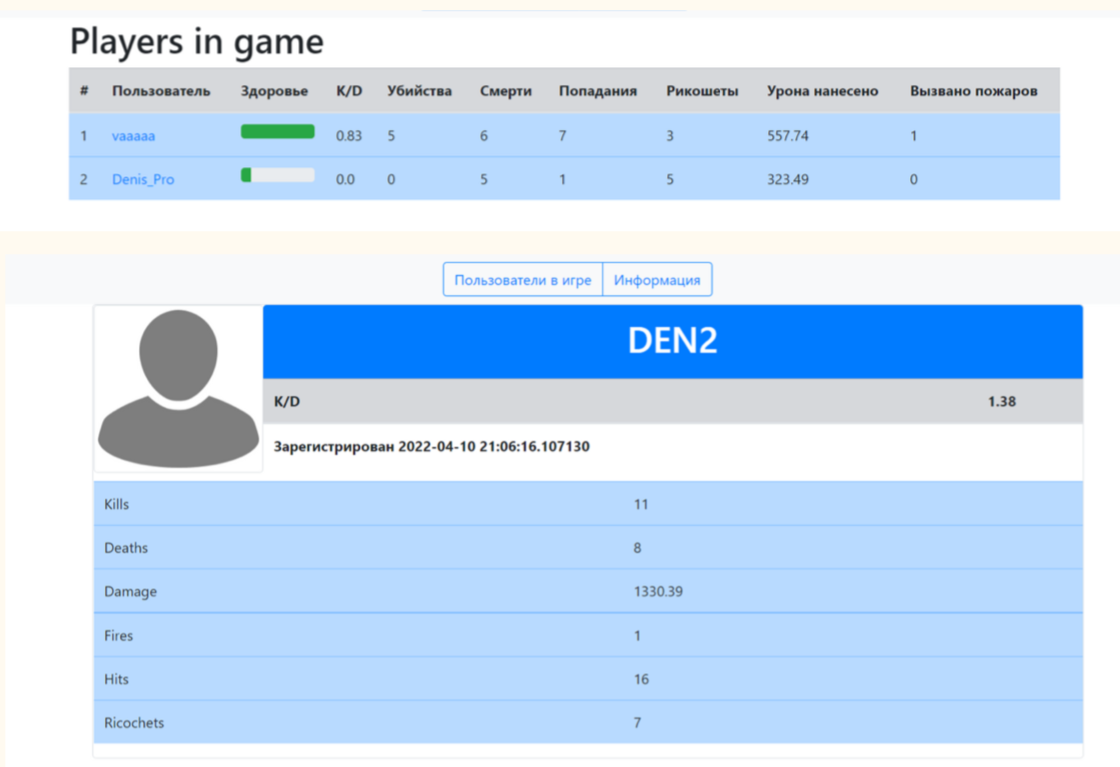 Players in game
# Пользователь Здоровье K/D Убийства Смерти Попадания Рикошеты Урона нанесено Вызвано пожаров
1 vaaaaa 0.83 5 6 7 3 557.74 1
2 Denis_Pro 0.0 0 5 1 5 323.49 0
Пользователи в игре Информация
DEN2
K/D 1.38
Зарегистрирован 2022-04-10 21:06:16.107130
Kills 11
Deaths 8
Damage 1330.39
Fires 1
Hits 16
Ricochets 7